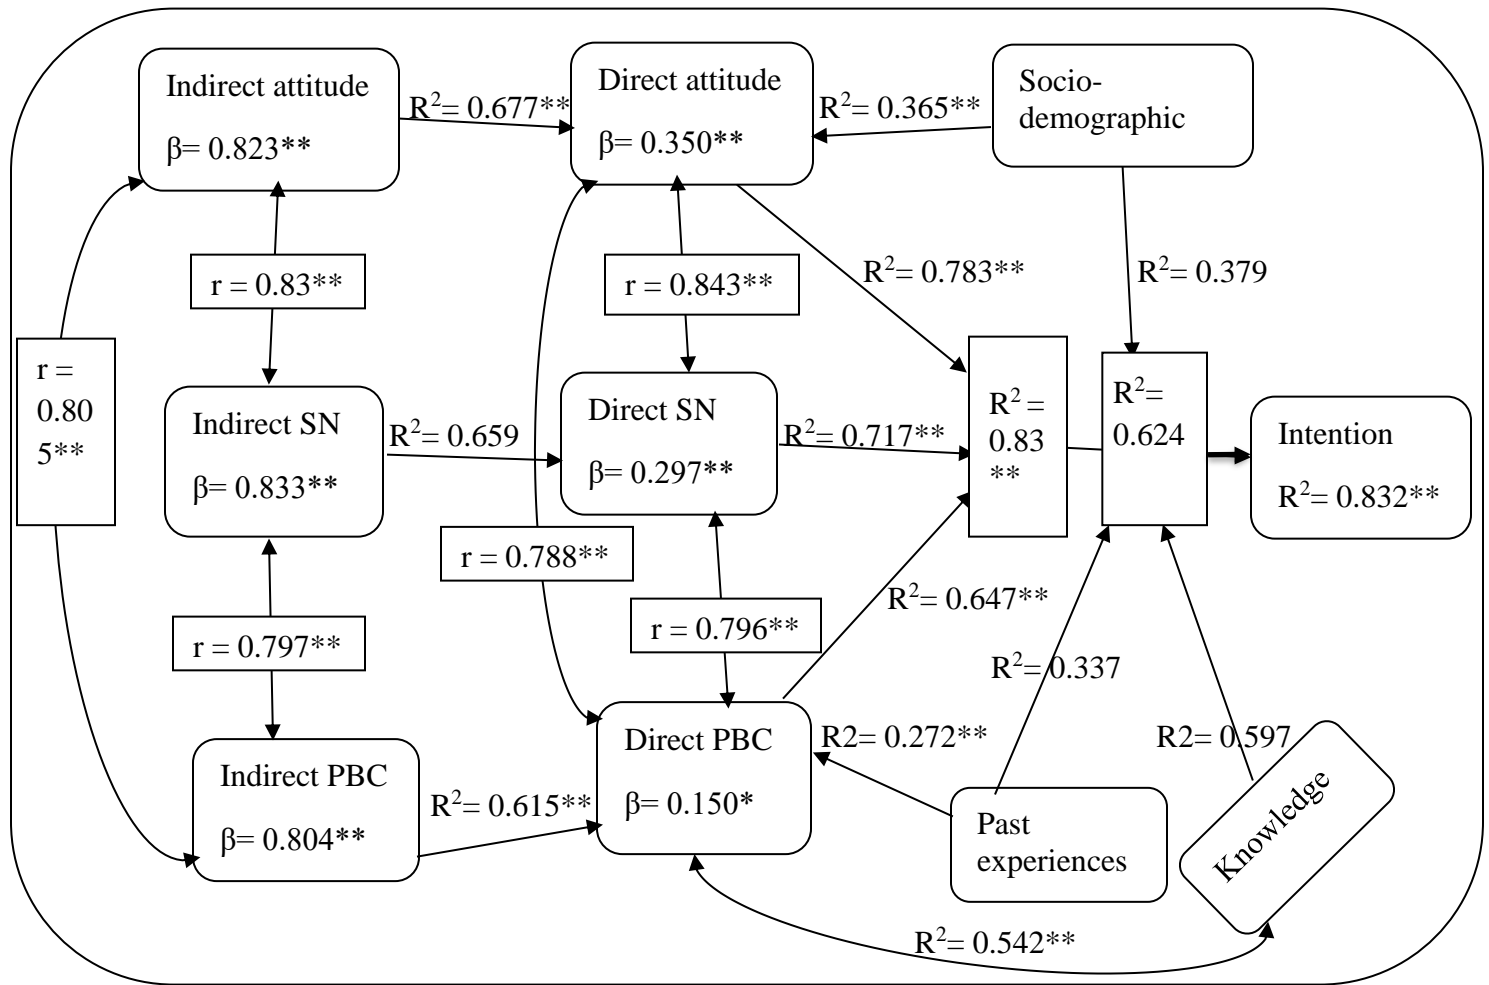 Indirect attitude
β= 0.823**
R²= 0.677**
Direct attitude
β= 0.350**
R²= 0.365**
Socio-
demographic
r = 0.83**
r = 0.843**
R²= 0.783**
R²= 0.379
r =
0.80
5**
Indirect SN
β= 0.833**
R²= 0.659
Direct SN
β= 0.297**
R²= 0.717**
R² =
0.83
**
R²=
0.624
Intention
R²= 0.832**
r = 0.788**
r = 0.797**
r = 0.796**
R²= 0.647**
R²= 0.337
Indirect PBC
β= 0.804**
R²= 0.615**
Direct PBC
β= 0.150*
R2= 0.272**
Past
experiences
R2= 0.597
Knowledge
R²= 0.542**